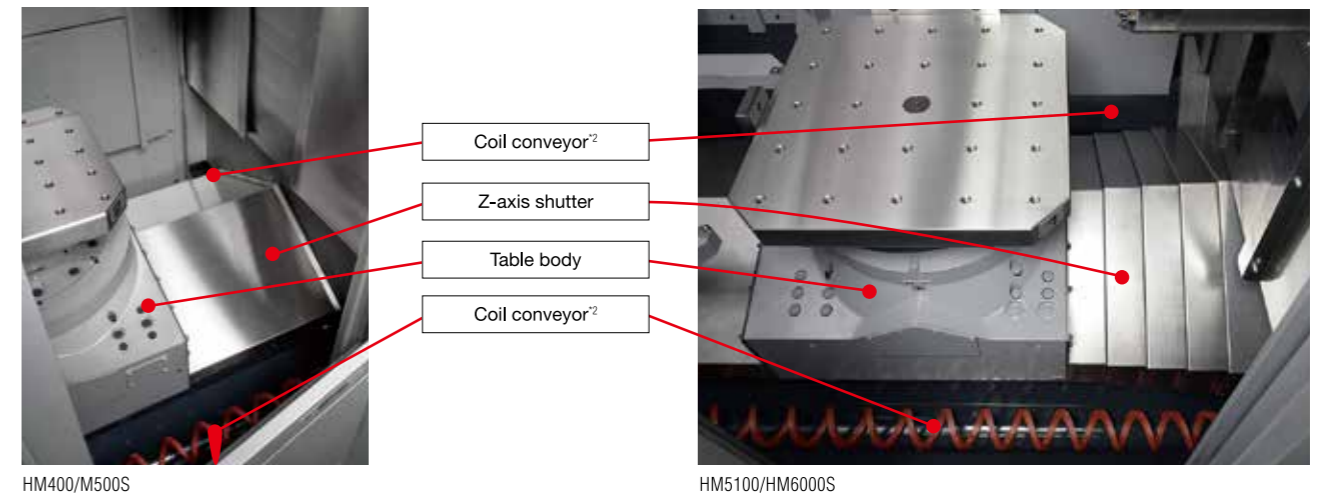 Coil conveyor*2
Z-axis shutter
Table body
Coil conveyor*2
HM400/M500S
HM5100/HM6000S